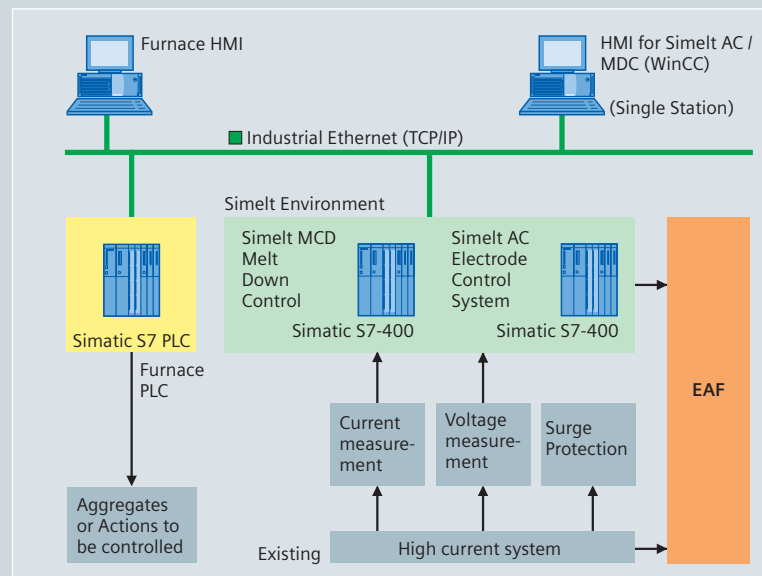 Furnace HMI
HMI for Simelt AC /
MDC (WinCC)
(Single Station)
Industrial Ethernet (TCP/IP)
Simelt Environment
Simelt MCD
Melt
Down
Control
Simatic S7-400
Simelt AC
Electrode
Control
System
Simatic S7-400
Simatic S7 PLC
Furnace
PLC
EAF
Current
measure-
ment
Voltage
measure-
ment
Surge
Protection
Aggregates
or Actions to
be controlled
Existing
High current system